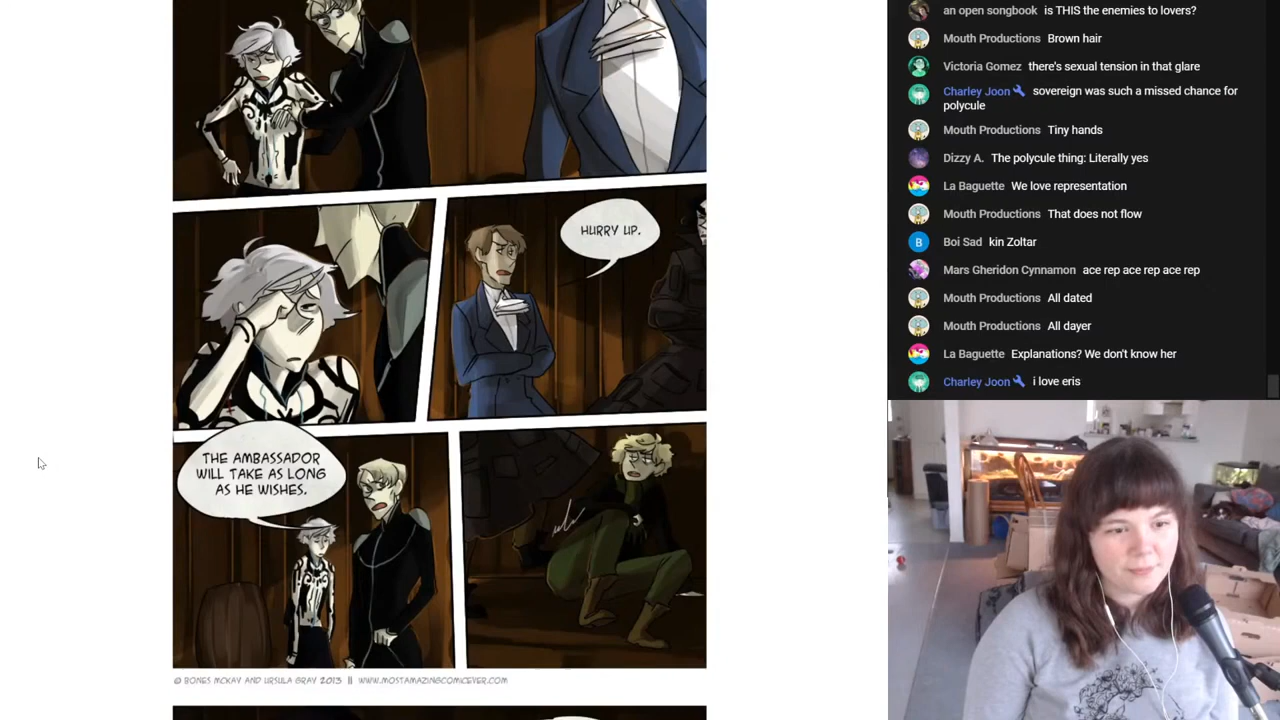 HURRY UP.
THE AMBASSADOR
WILL TAKE AS LONG
AS HE WISHES.
© BONES MCKAY AND URSULA GRAY 2013 || WWW.MOSTAMAZINGCOMICEVER.COM
an open songbook is THIS the enemies to lovers?
Mouth Productions Brown hair
Victoria Gomez there's sexual tension in that glare
Charley Joon sovereign was such a missed chance for
polycule
Mouth Productions Tiny hands
Dizzy A. The polycule thing: Literally yes
La Baguette We love representation
Mouth Productions That does not flow
B Boi Sad kin Zoltar
Mars Gheridon Cynnamon ace rep ace rep ace rep
Mouth Productions All dated
Mouth Productions All dayer
La Baguette Explanations? We don't know her
Charley Joon i love eris